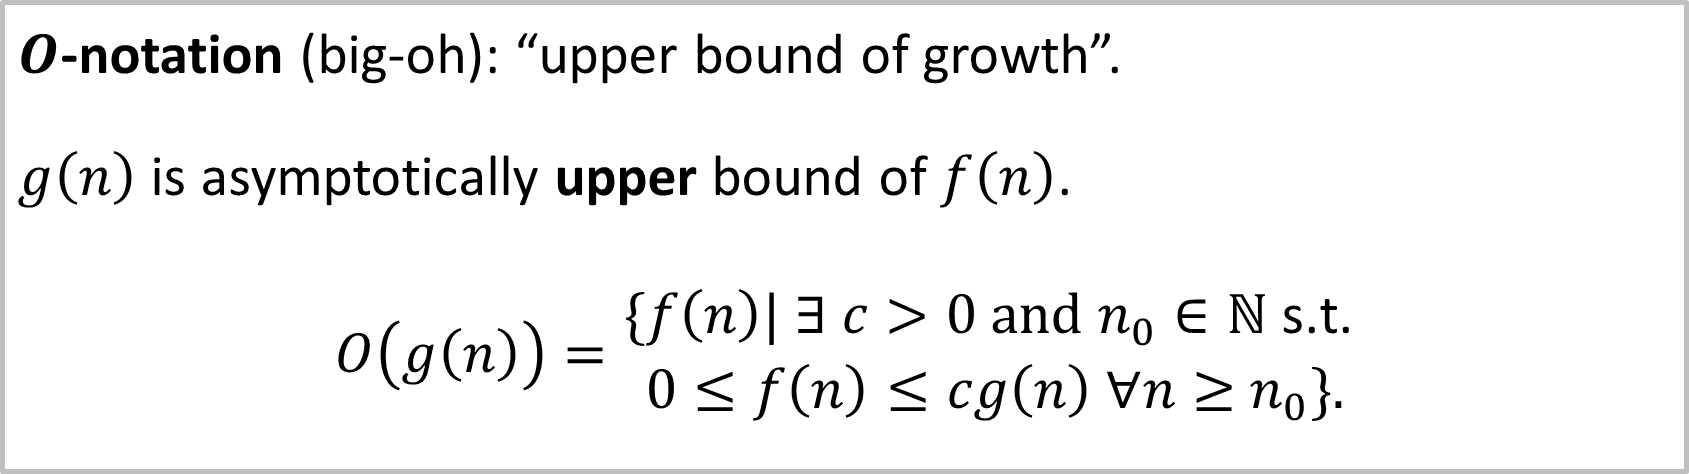 O-notation (big-oh): “upper bound of growth”.
g(n) is asymptotically upper bound of f(n).
O(g(n)) = {f(n)| ∃ c > 0 and n₀ ∈ ℕ s.t.
0 ≤ f(n) ≤ cg(n) ∀n ≥ n₀}.